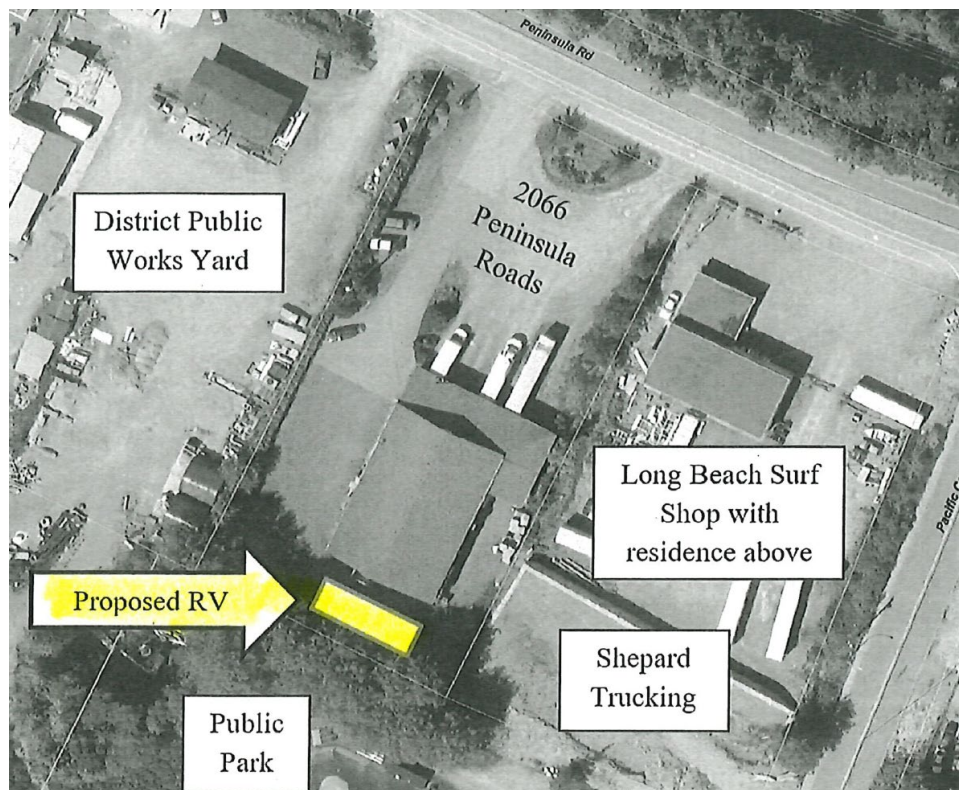 Peninsula Rd
2066
Peninsula
Roads
District Public
Works Yard
Long Beach Surf
Shop with
residence above
Pacific
Proposed RV
Shepard
Trucking
Public
Park